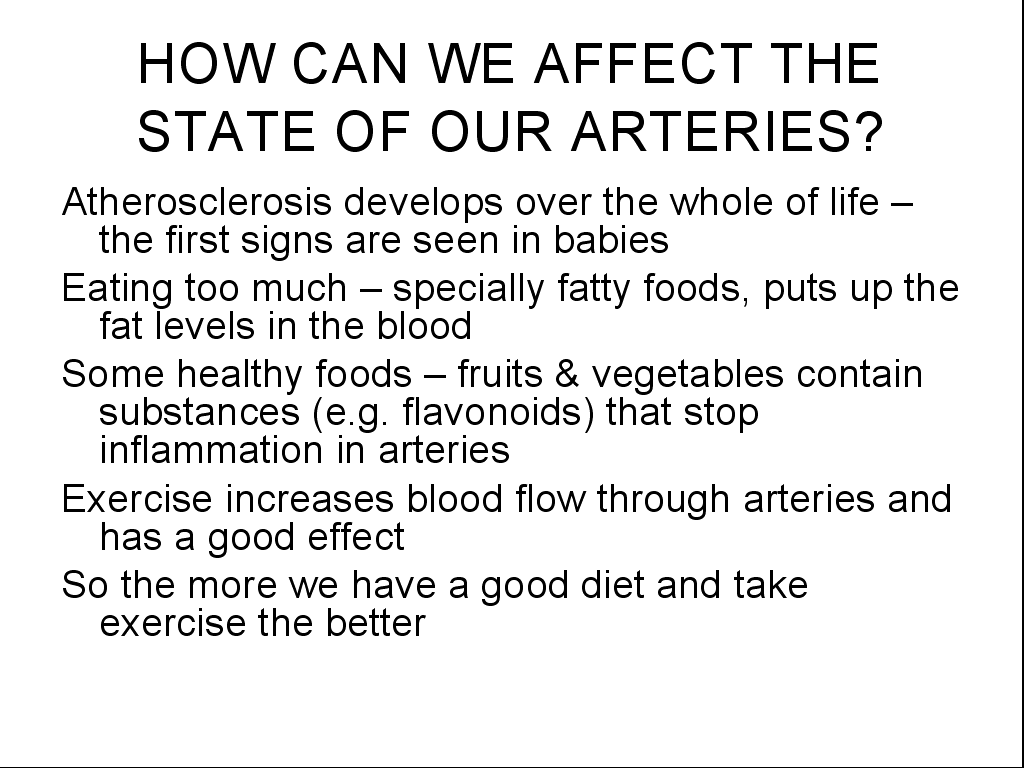 HOW CAN WE AFFECT THE
STATE OF OUR ARTERIES?
Atherosclerosis develops over the whole of life –
the first signs are seen in babies
Eating too much – specially fatty foods, puts up the
fat levels in the blood
Some healthy foods – fruits & vegetables contain
substances (e.g. flavonoids) that stop
inflammation in arteries
Exercise increases blood flow through arteries and
has a good effect
So the more we have a good diet and take
exercise the better